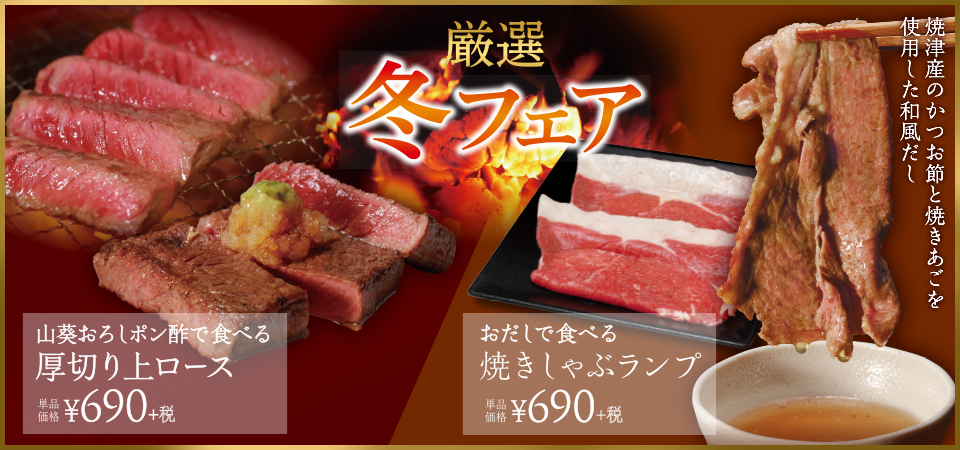 厳選
冬フェア
焼津産のかつお節と焼きあごを
使用した和風だし
山葵おろしポン酢で食べる
厚切り上ロース
単品価格 ¥690+税
おだしで食べる
焼きしゃぶランプ
単品価格 ¥690+税